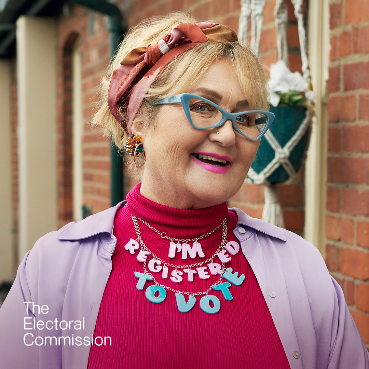 I'M
REGISTERED
TO VOTE
The
Electoral
Commission